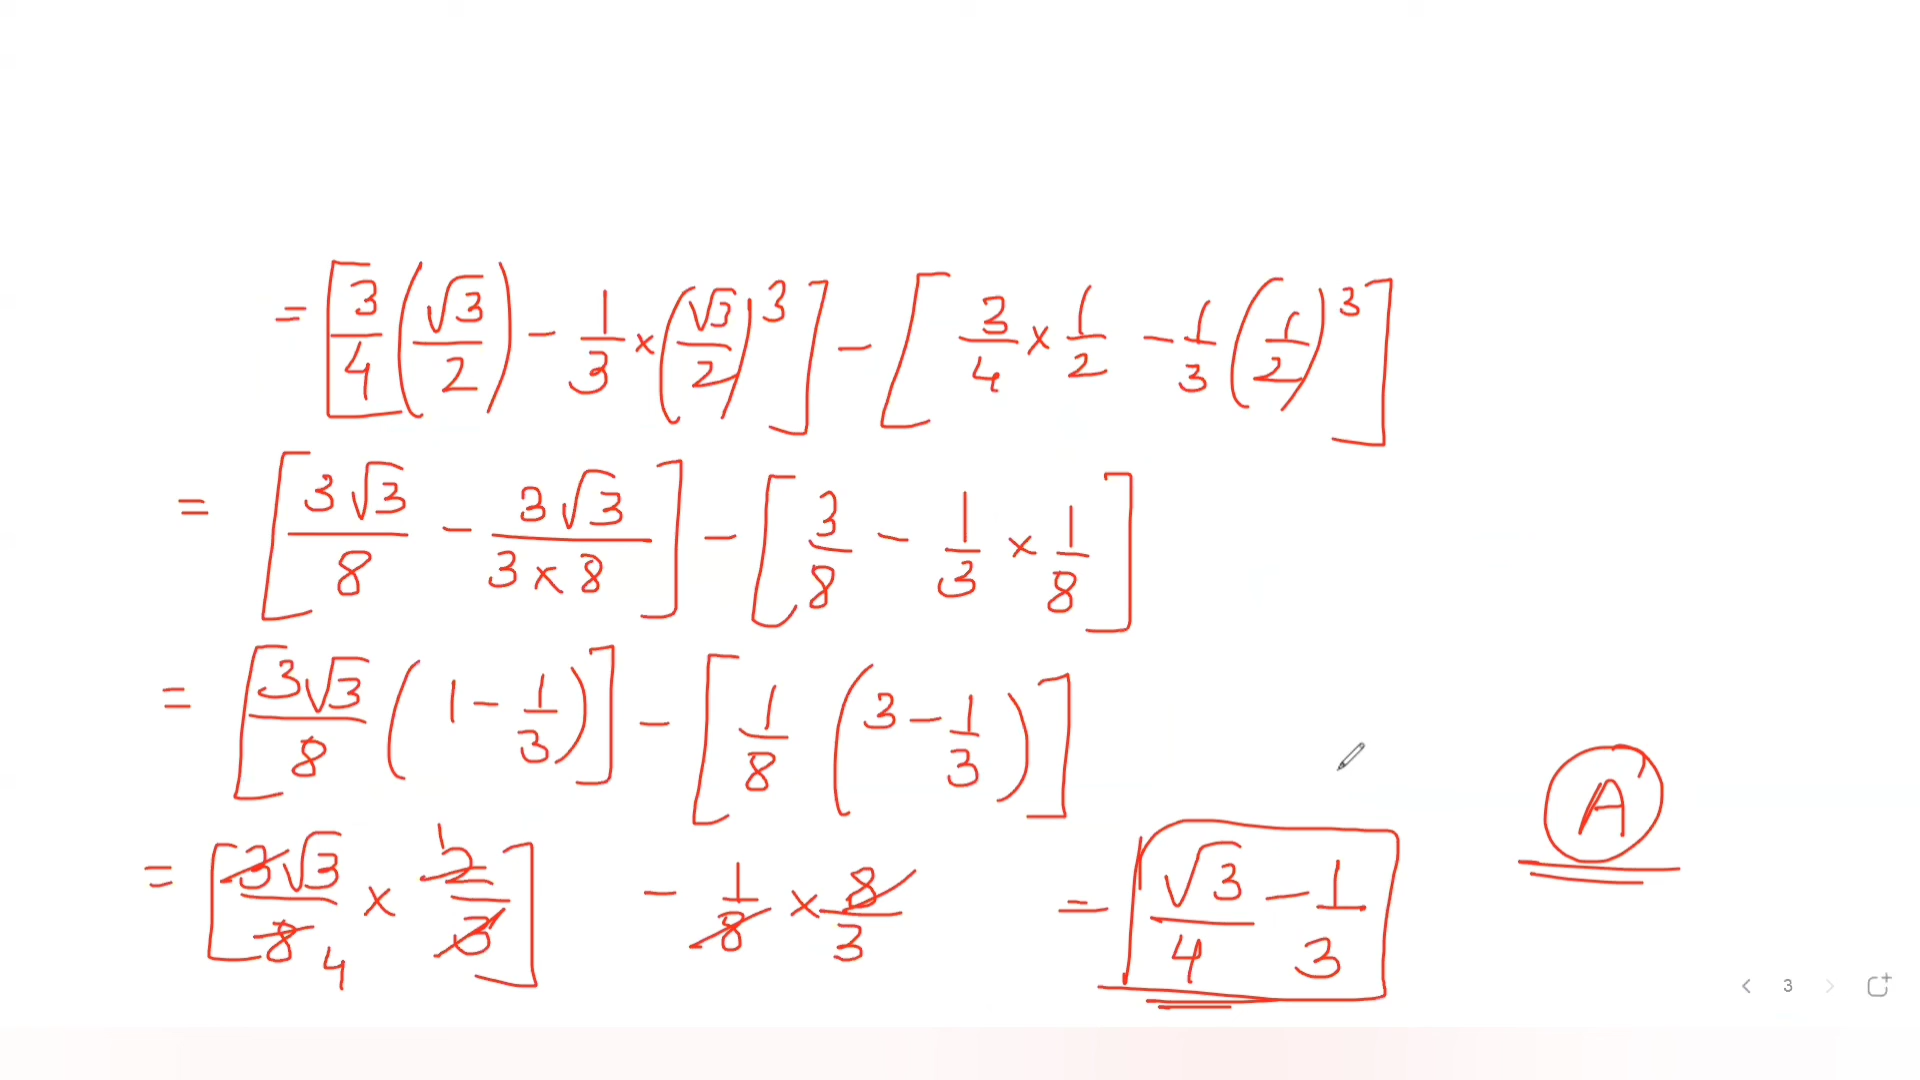 = [3/4 (√3/2) - 1/3 × (√3/2)^3] - [3/4 × 1/2 - 1/3 (1/2)^3]
= [3√3/8 - 3√3/(3 × 8)] - [3/8 - 1/3 × 1/8]
= [3√3/8 (1 - 1/3)] - [1/8 (3 - 1/3)]
= [3√3/8 4 × 2/3 1] - 1/8 × 8/3 = √3/4 - 1/3
A
3